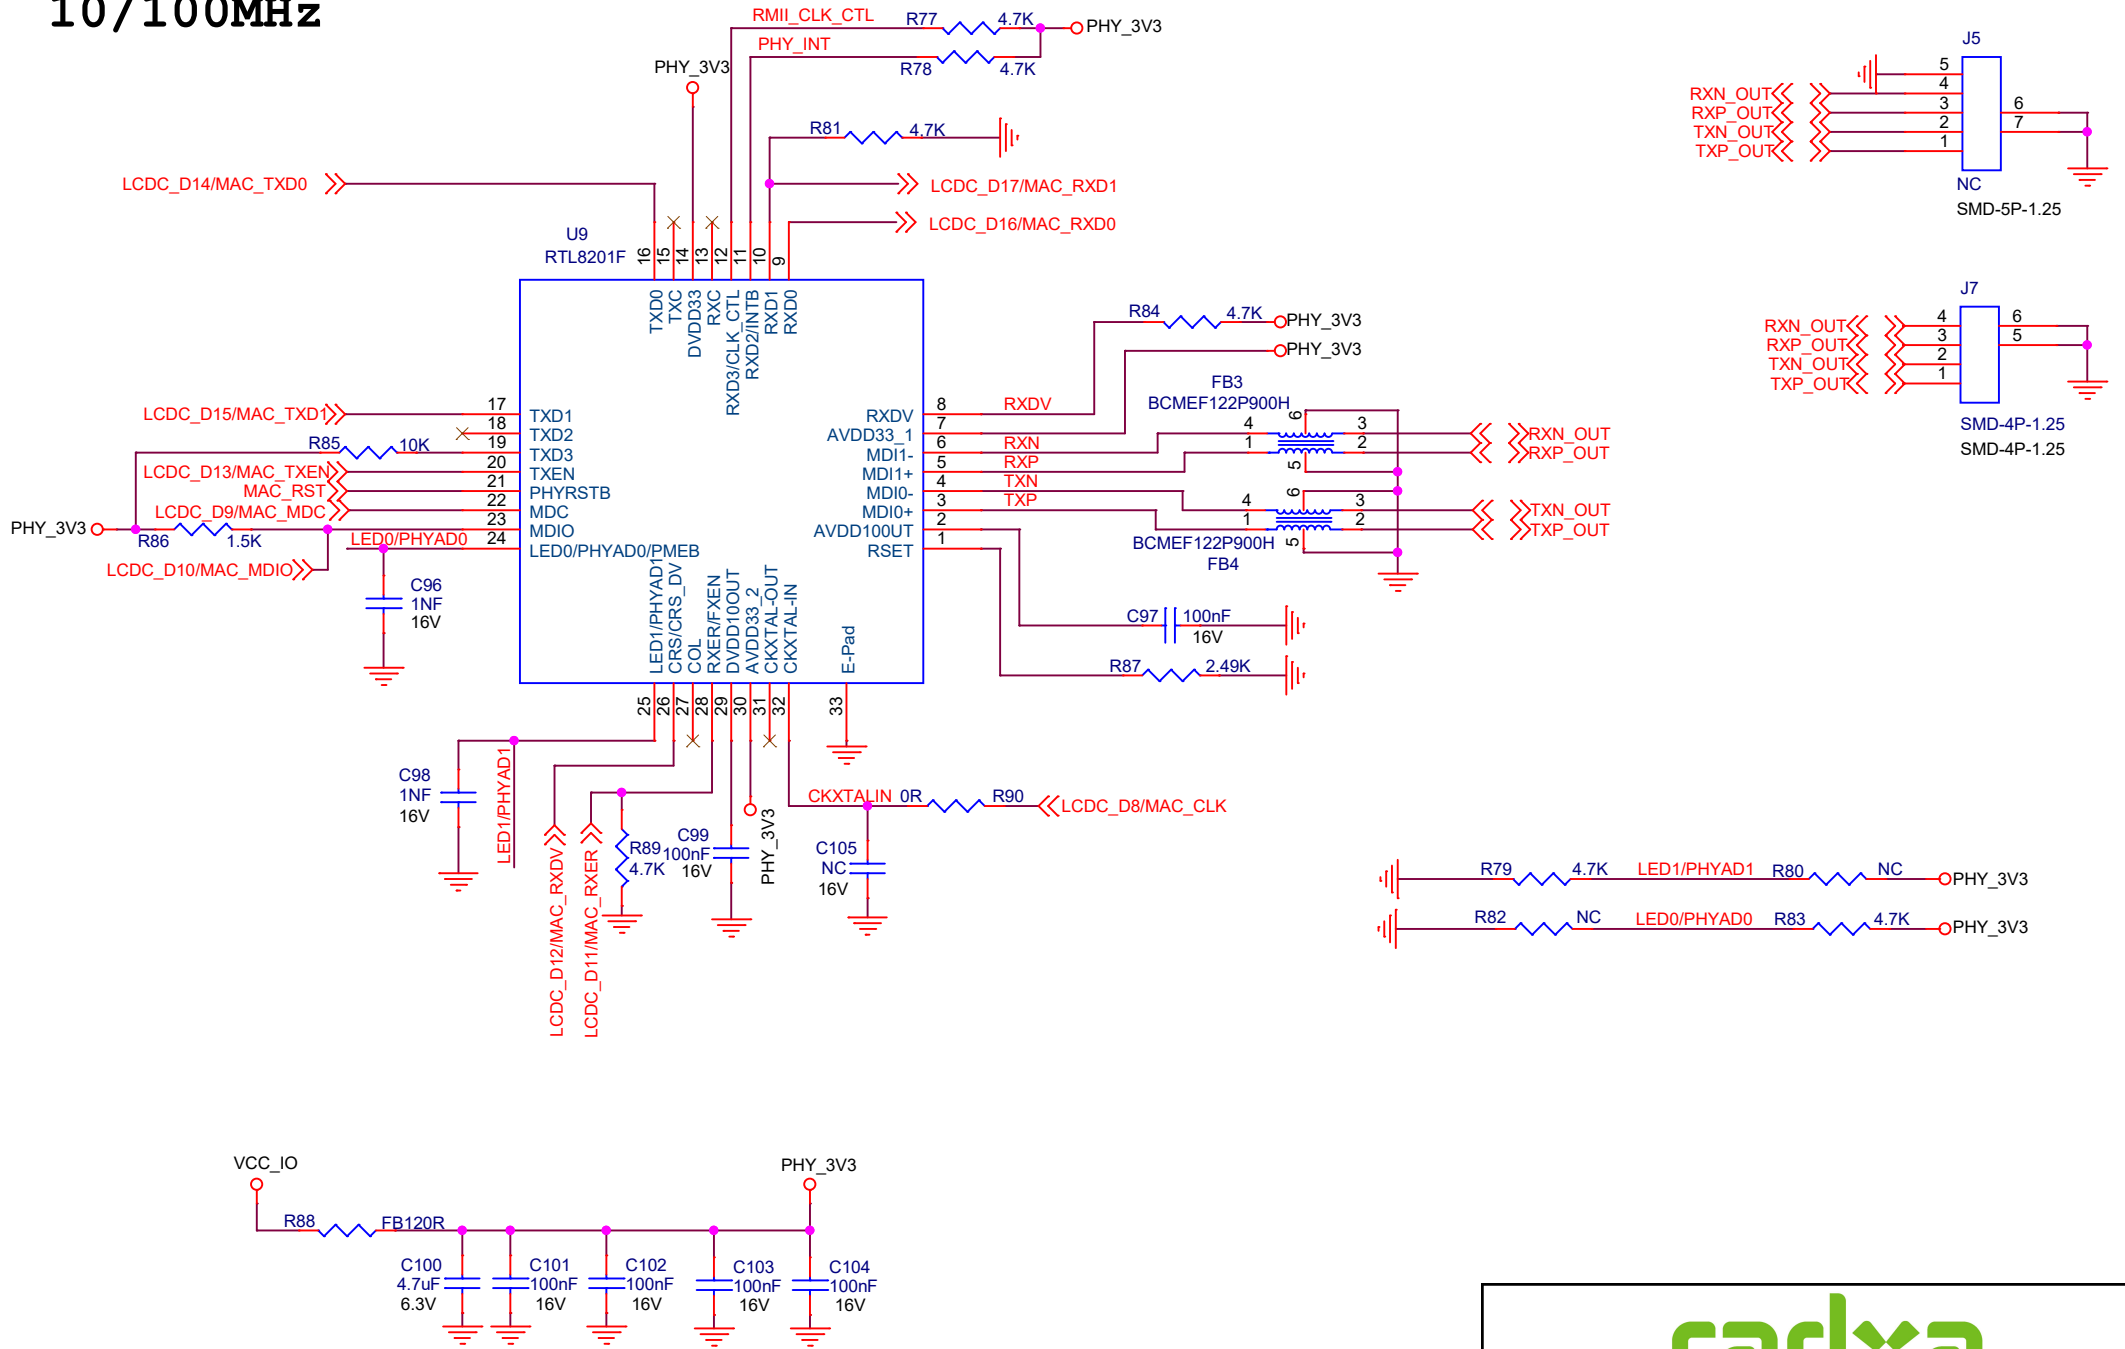 10/100MHz
RMII_CLK_CTL R77 4.7K PHY_3V3
PHY_INT R78 4.7K
PHY_3V3
R81 4.7K
LCDC_D14/MAC_TXD0
LCDC_D17/MAC_RXD1
LCDC_D16/MAC_RXD0
U9
RTL8201F
16 15 14 13 12 11 10 9
TXD0
TXC
DVDD33
RXC
RXD3/CLK_CTL
RXD2/INTB
RXD1
RXD0
J5
5
4
3
2
1
6
7
RXN_OUT
RXP_OUT
TXN_OUT
TXP_OUT
NC
SMD-5P-1.25
J7
4
3
2
1
6
5
RXN_OUT
RXP_OUT
TXN_OUT
TXP_OUT
SMD-4P-1.25
SMD-4P-1.25
R84 4.7K PHY_3V3
PHY_3V3
LCDC_D15/MAC_TXD1 17 TXD1
18 TXD2
R85 10K 19 TXD3
LCDC_D13/MAC_TXEN 20 TXEN
MAC_RST 21 PHYRSTB
LCDC_D9/MAC_MDC 22 MDC
PHY_3V3 R86 1.5K 23 MDIO
LED0/PHYAD0 24 LED0/PHYAD0/PMEB
LCDC_D10/MAC_MDIO
C96
1NF
16V
RXDV 8 RXDV
AVDD33_1 7
MDI1- 6 RXN
MDI1+ 5 RXP
MDI0- 4 TXN
MDI0+ 3 TXP
AVDD100UT 2
RSET 1
FB3
BCMEF122P900H
4 6 3
1 5 2
RXN_OUT
RXP_OUT
4 6 3
1 5 2
TXN_OUT
TXP_OUT
BCMEF122P900H
FB4
C97 100nF
16V
R87 2.49K
LED1/PHYAD1
CRS/CRS_DV
COL
RXER/FXEN
DVDD10OUT
AVDD33_2
CKXTAL-OUT
CKXTAL-IN
E-Pad
25 26 27 28 29 30 31 32 33
C98
1NF
16V
LED1/PHYAD1
LCDC_D12/MAC_RXDV
LCDC_D11/MAC_RXER
R89
4.7K
C99
100nF
16V
PHY_3V3
CKXTALIN 0R R90 LCDC_D8/MAC_CLK
C105
NC
16V
R79 4.7K LED1/PHYAD1 R80 NC PHY_3V3
R82 NC LED0/PHYAD0 R83 4.7K PHY_3V3
VCC_IO PHY_3V3
R88 FB120R
C100
4.7uF
6.3V
C101
100nF
16V
C102
100nF
16V
C103
100nF
16V
C104
100nF
16V
radxa